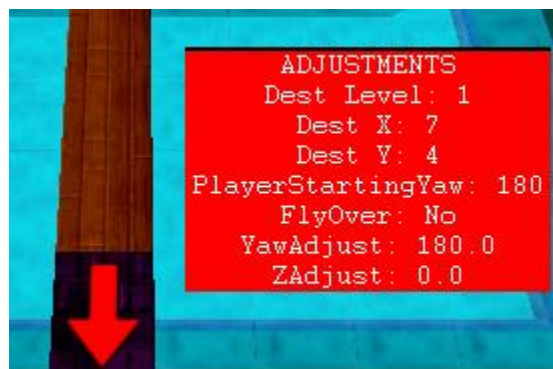 ADJUSTMENTS
Dest Level: 1
Dest X: 7
Dest Y: 4
PlayerStartingYaw: 180
FlyOver: No
YawAdjust: 180.0
ZAdjust: 0.0